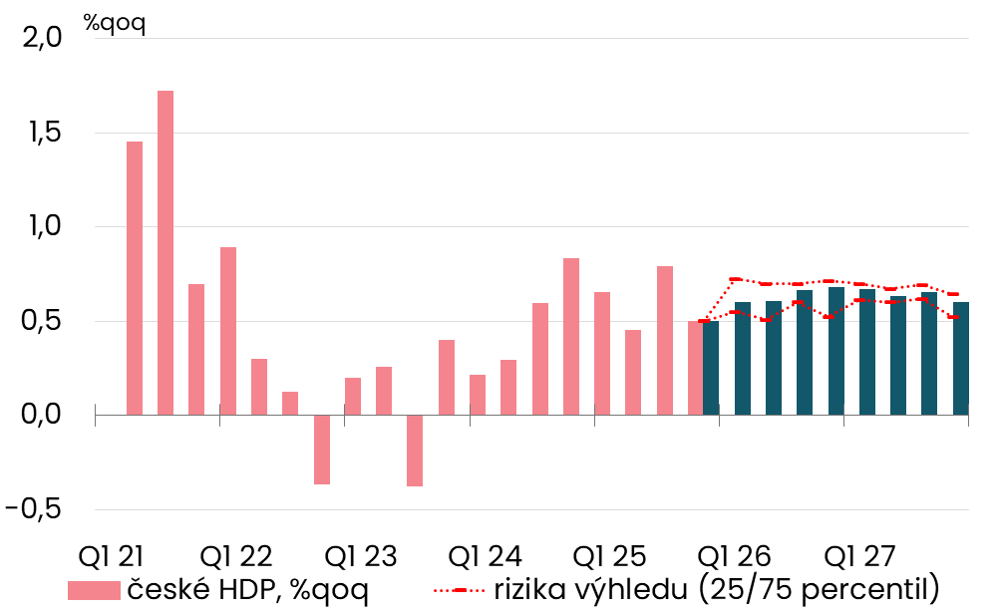 %qoq
2,0
1,5
1,0
0,5
0,0
-0,5
Q1 21 Q1 22 Q1 23 Q1 24 Q1 25 Q1 26 Q1 27
české HDP, %qoq rizika výhledu (25/75 percentil)